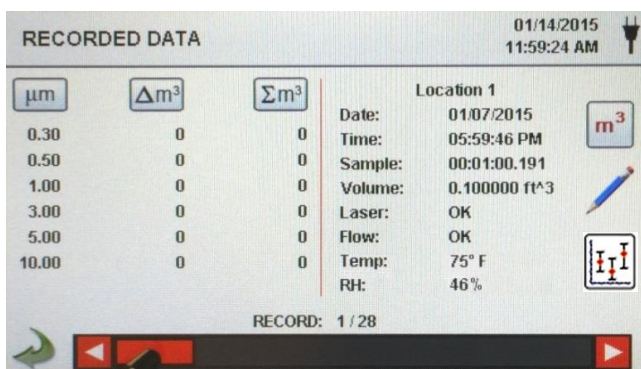 RECORDED DATA
01/14/2015
11:59:24 AM
µm Δm³ Σm³
0.30 0 0
0.50 0 0
1.00 0 0
3.00 0 0
5.00 0 0
10.00 0 0
Location 1
Date: 01/07/2015
Time: 05:59:46 PM
Sample: 00:01:00.191
Volume: 0.100000 ft^3
Laser: OK
Flow: OK
Temp: 75° F
RH: 46%
m³
RECORD: 1 / 28